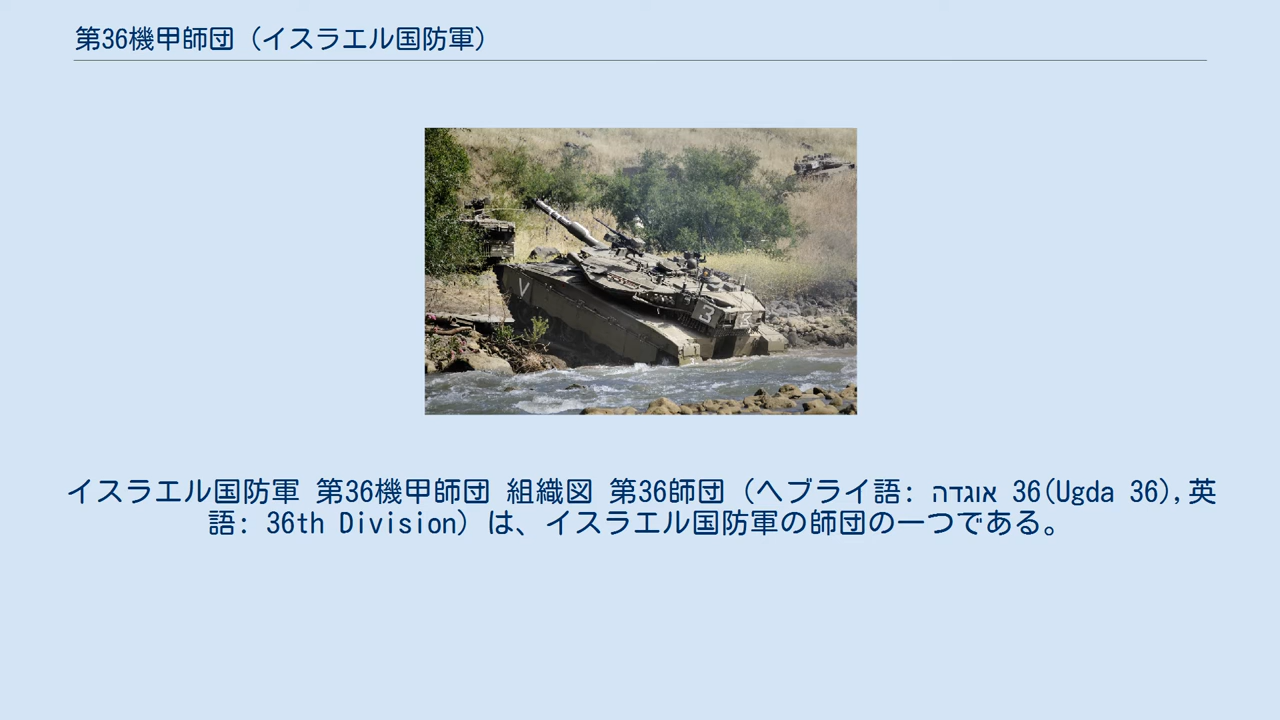 第36機甲師団（イスラエル国防軍）
V
3
イスラエル国防軍 第36機甲師団 組織図 第36師団（ヘブライ語: אוגדה 36(Ugda 36),英
語: 36th Division）は、イスラエル国防軍の師団の一つである。